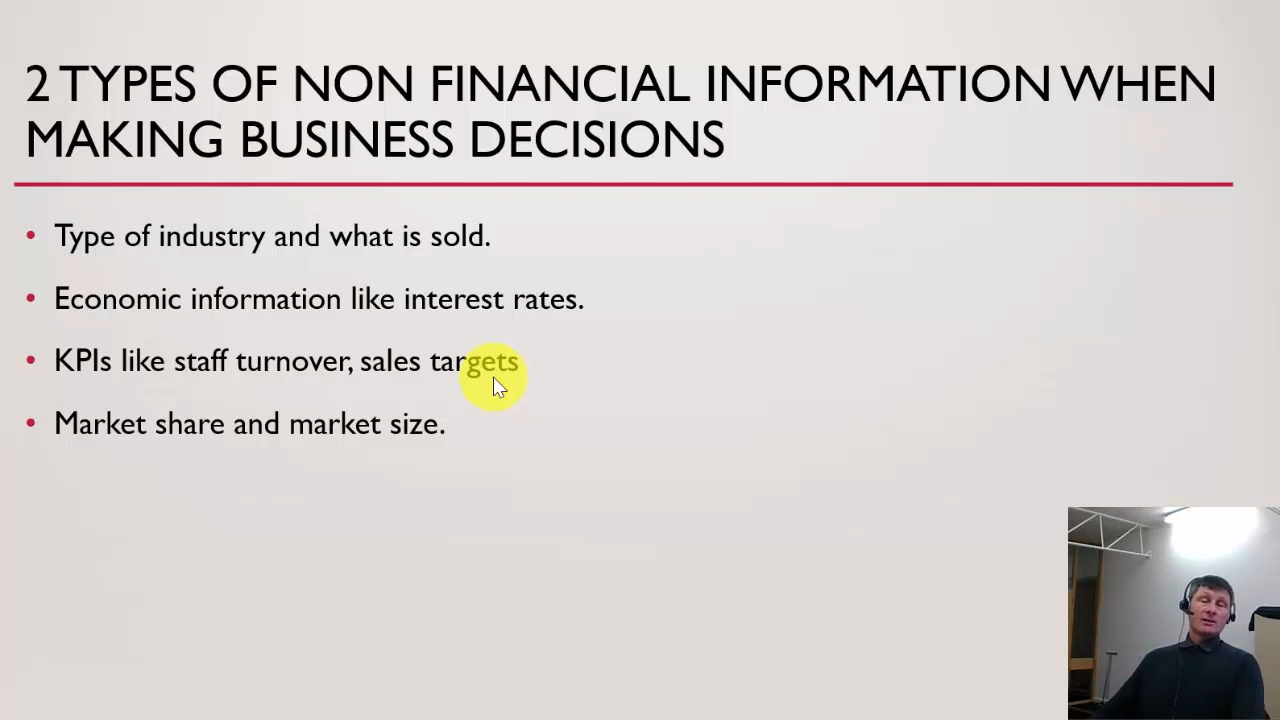 2 TYPES OF NON FINANCIAL INFORMATION WHEN
MAKING BUSINESS DECISIONS
• Type of industry and what is sold.
• Economic information like interest rates.
• KPIs like staff turnover, sales targets
• Market share and market size.